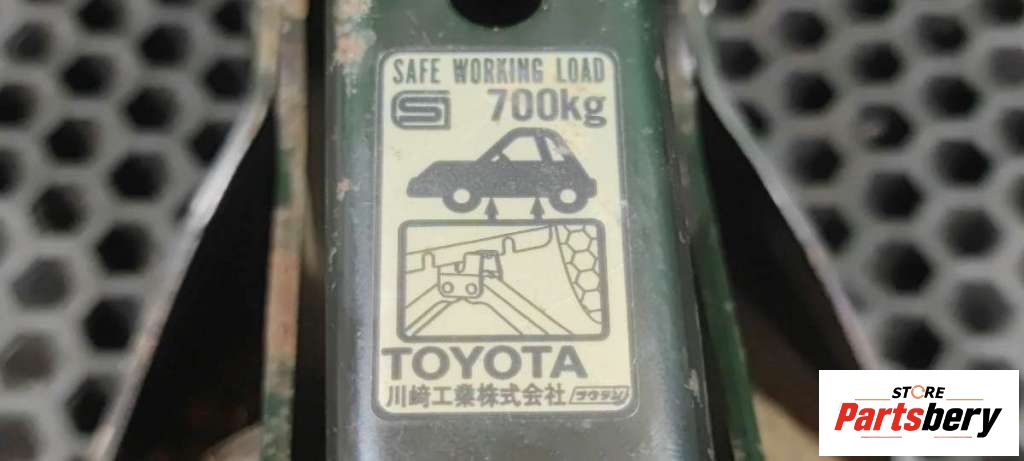 SAFE WORKING LOAD
700kg
TOYOTA
川崎工業株式会社
STORE
Partsbery